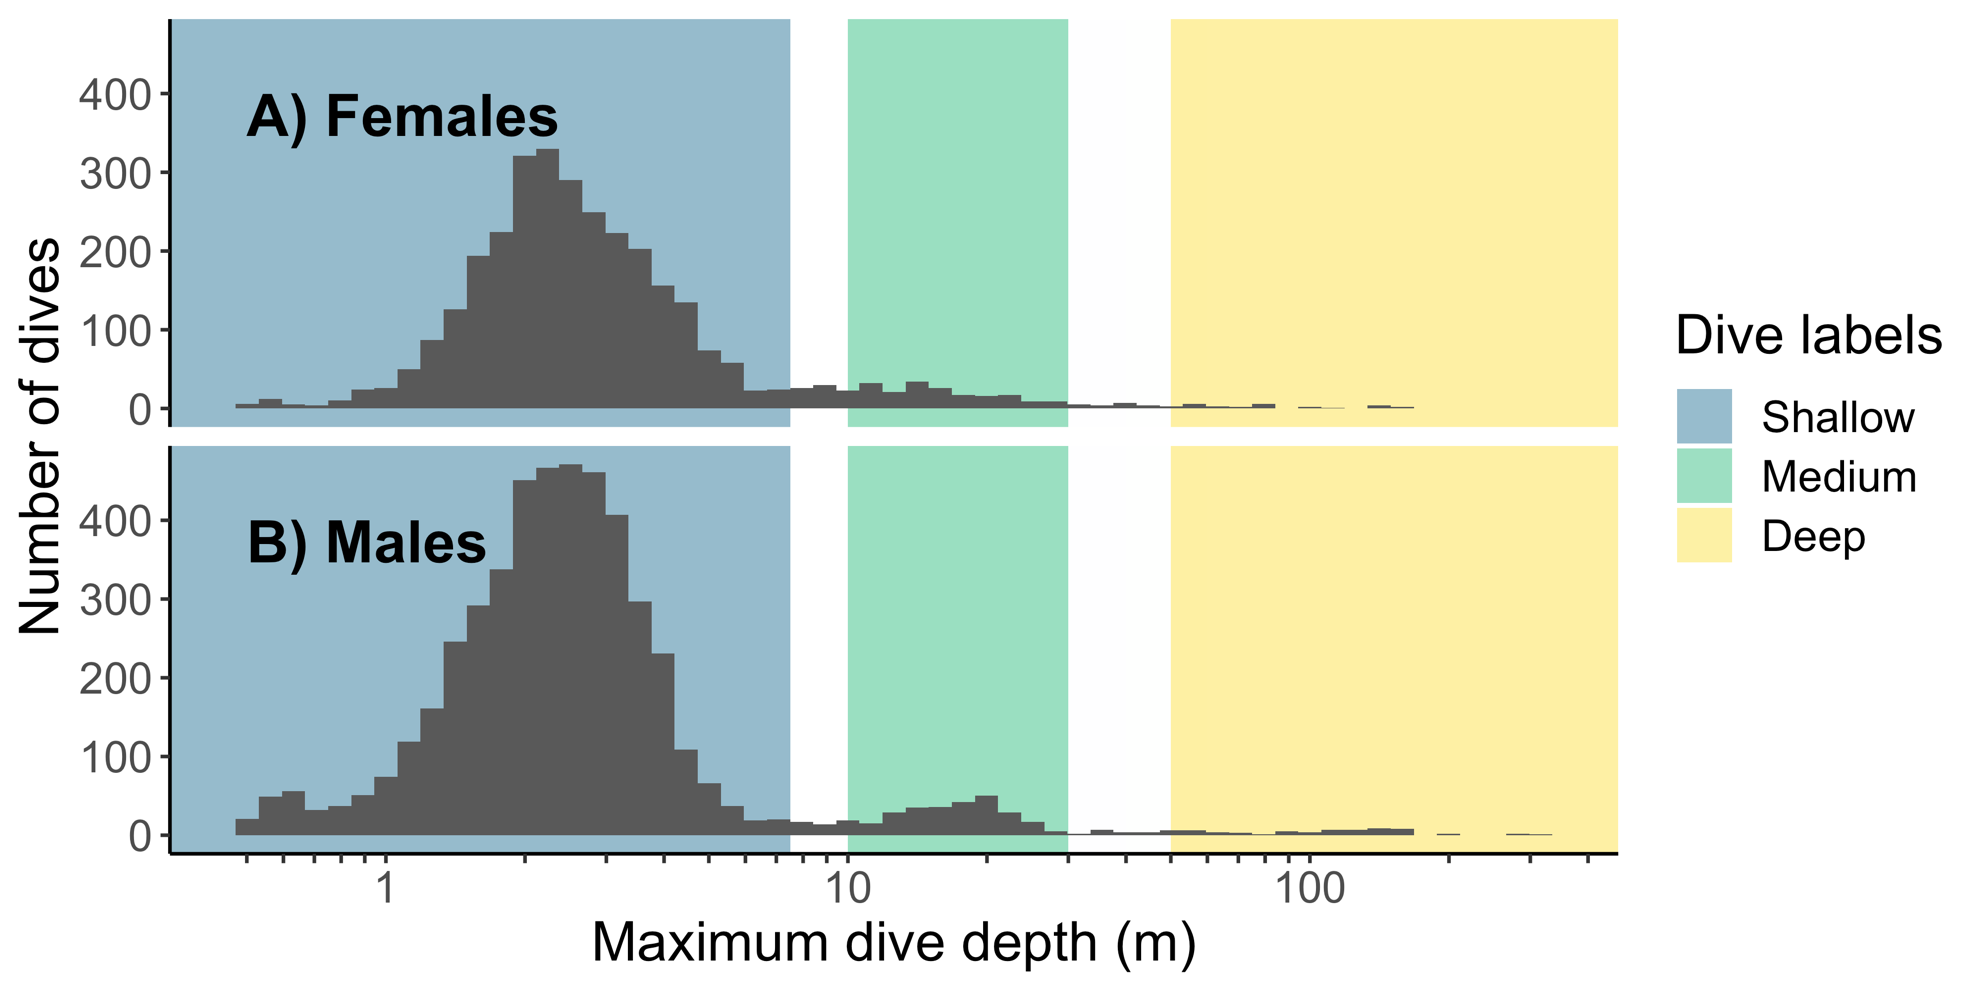 Number of dives
400
300
200
100
0
A) Females
400
300
200
100
0
B) Males
1 10 100
Maximum dive depth (m)
Dive labels
Shallow
Medium
Deep